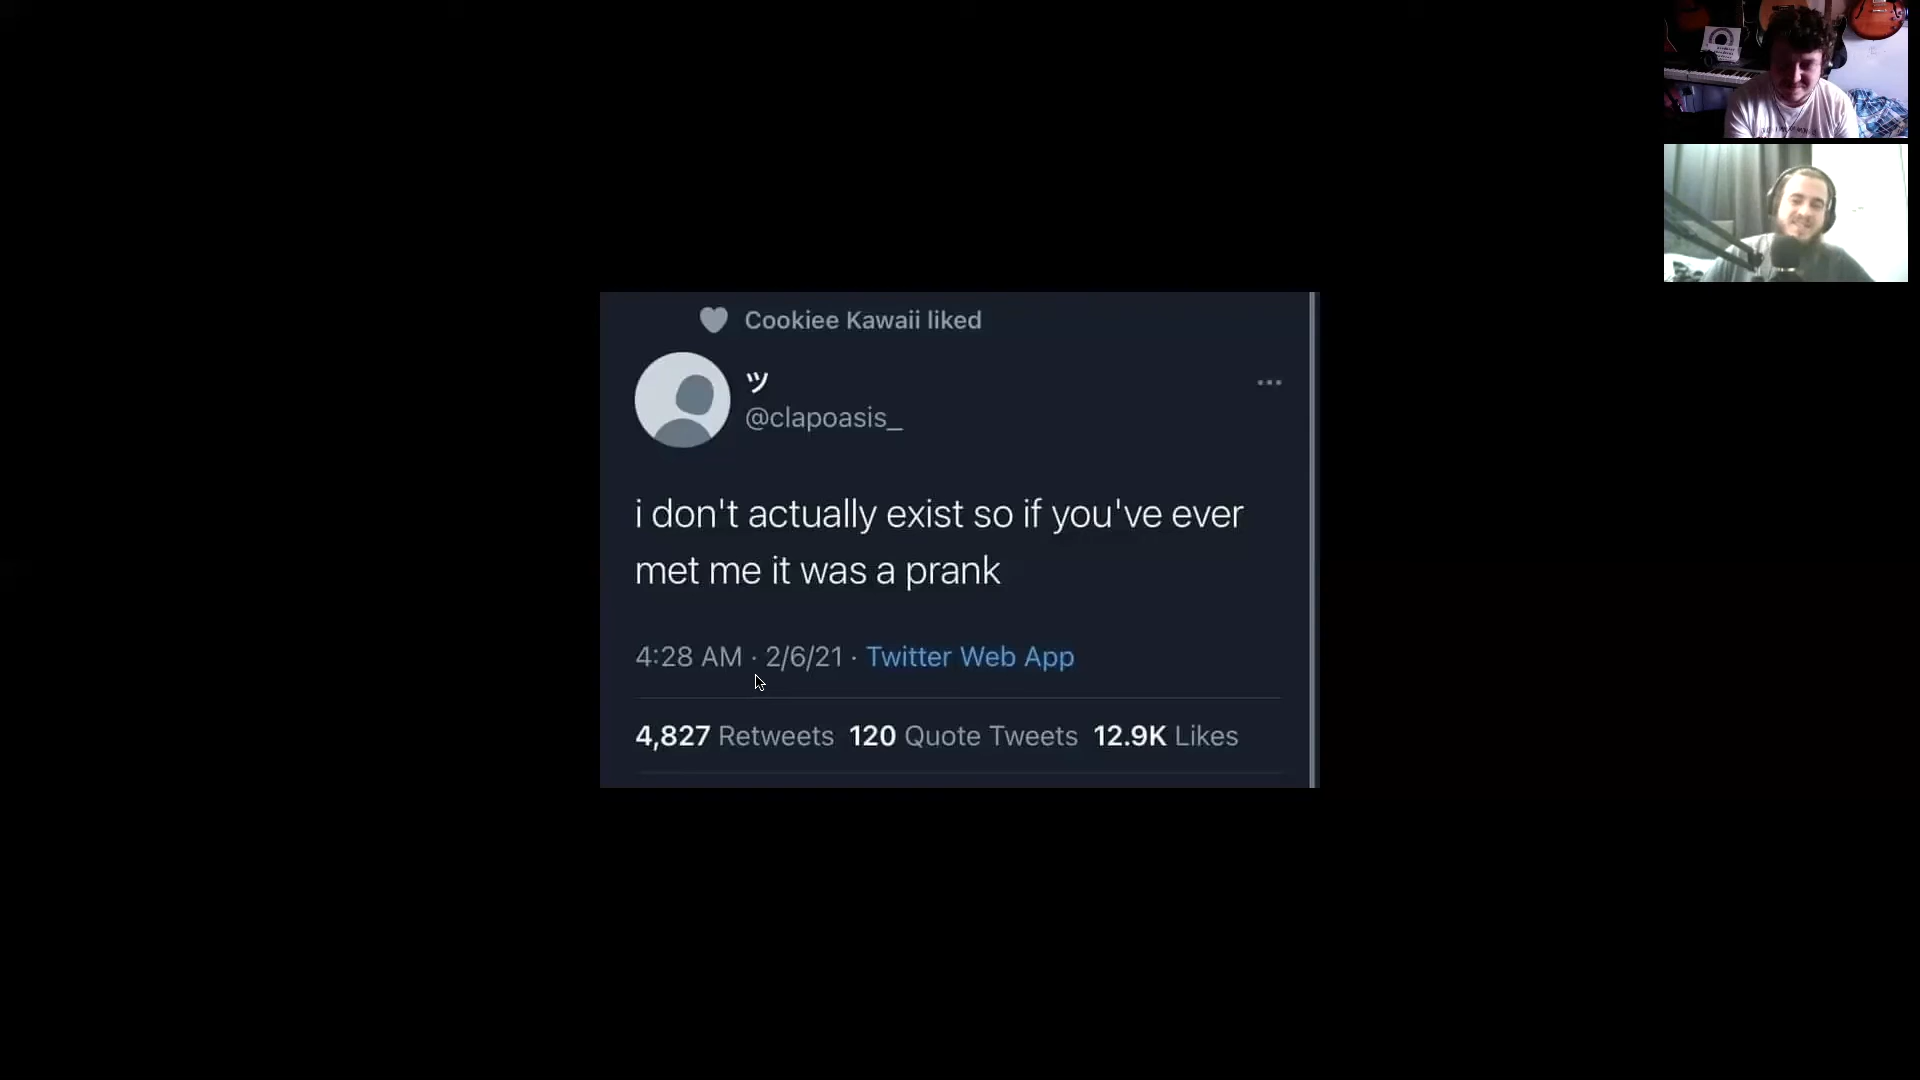 Cookiee Kawaii liked
ツ
@clapoasis_
i don't actually exist so if you've ever
met me it was a prank
4:28 AM · 2/6/21 · Twitter Web App
4,827 Retweets 120 Quote Tweets 12.9K Likes